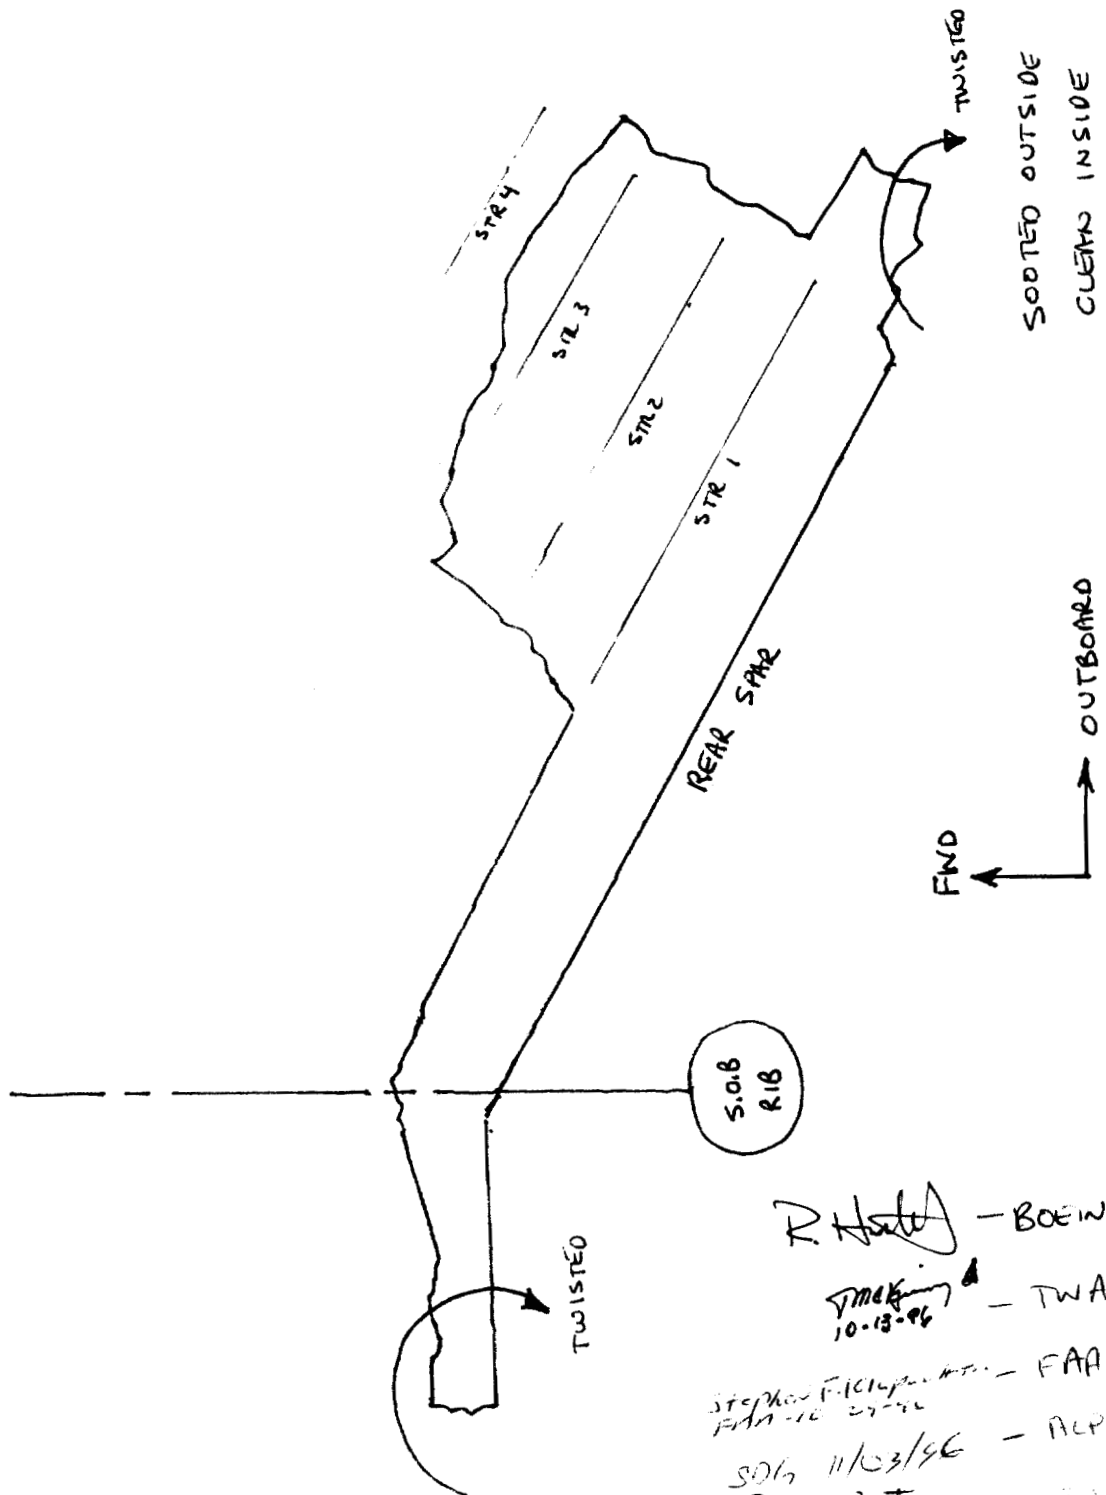 STR 4
STR 3
STR 2
STR 1
REAR SPAR
TWISTED
SOOTED OUTSIDE
CLEAN INSIDE
FWD
OUTBOARD
S.O.B
RIB
TWISTED
R. — BOEIN
10-13-96 — TWA
Stephen F. — FAA
11/03/96